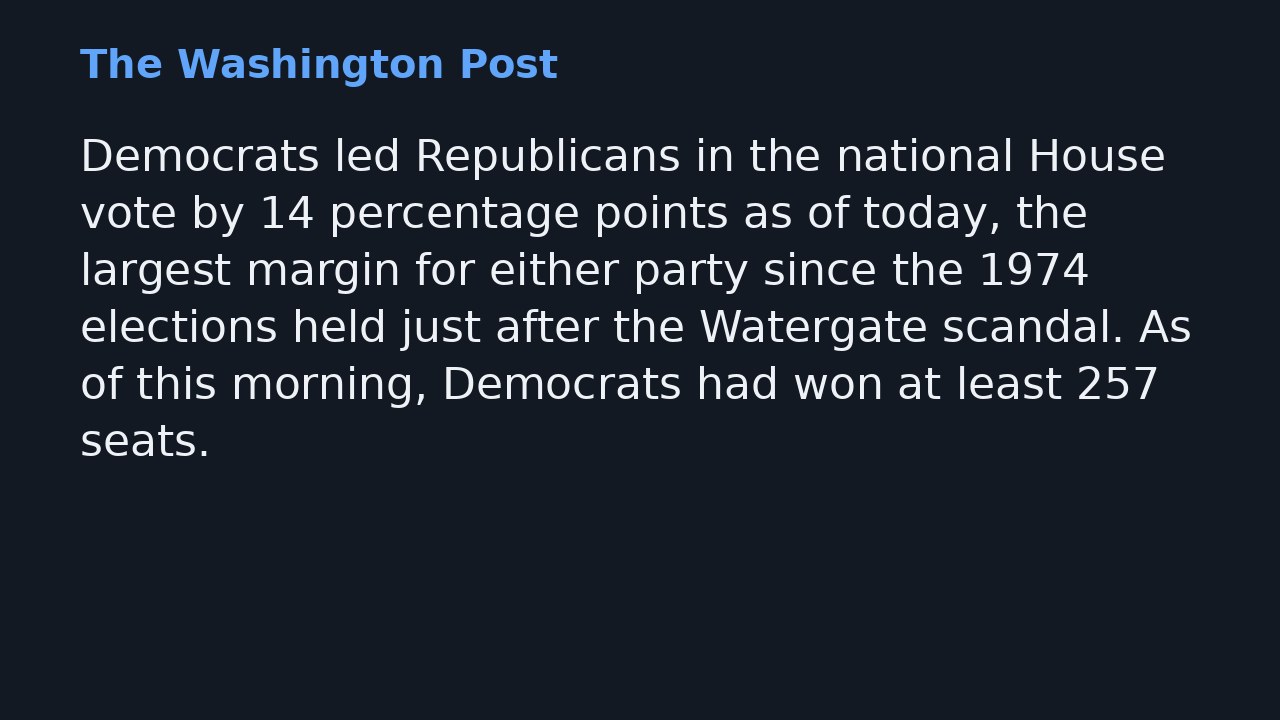 The Washington Post
Democrats led Republicans in the national House
vote by 14 percentage points as of today, the
largest margin for either party since the 1974
elections held just after the Watergate scandal. As
of this morning, Democrats had won at least 257
seats.